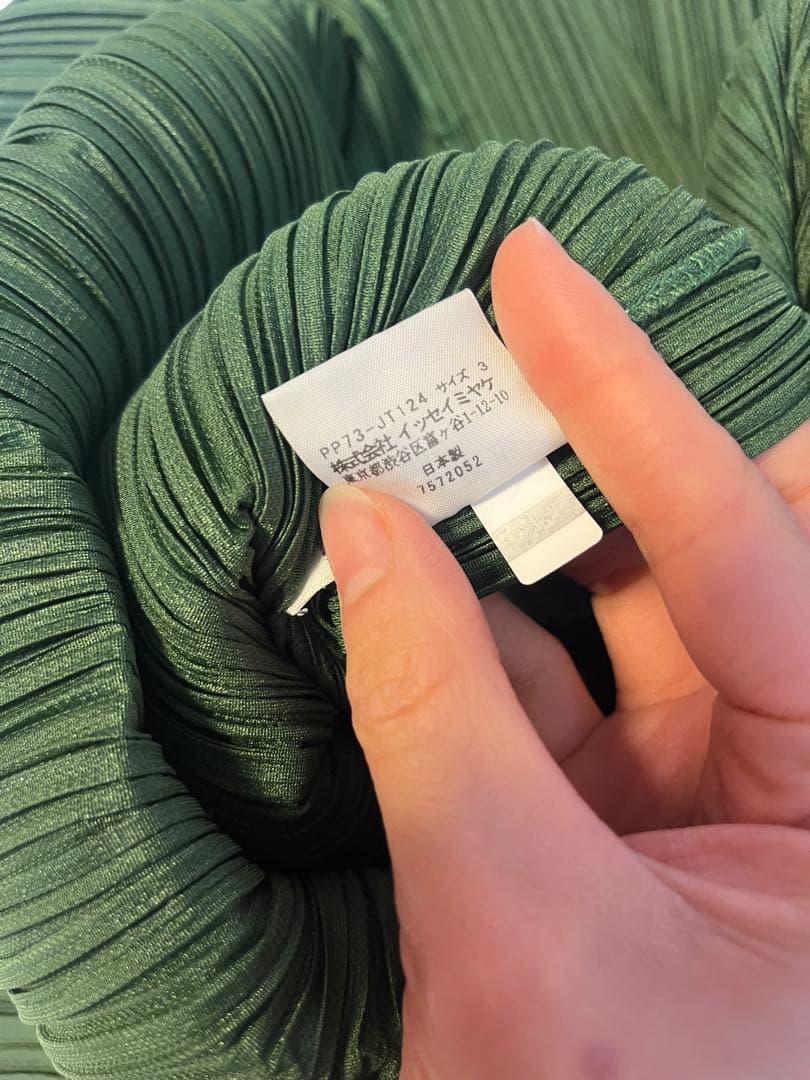 PP73-JT124 サイズ 3
株式会社 イッセイミヤケ
東京都渋谷区富ケ谷1-12-10
日本製
7572052